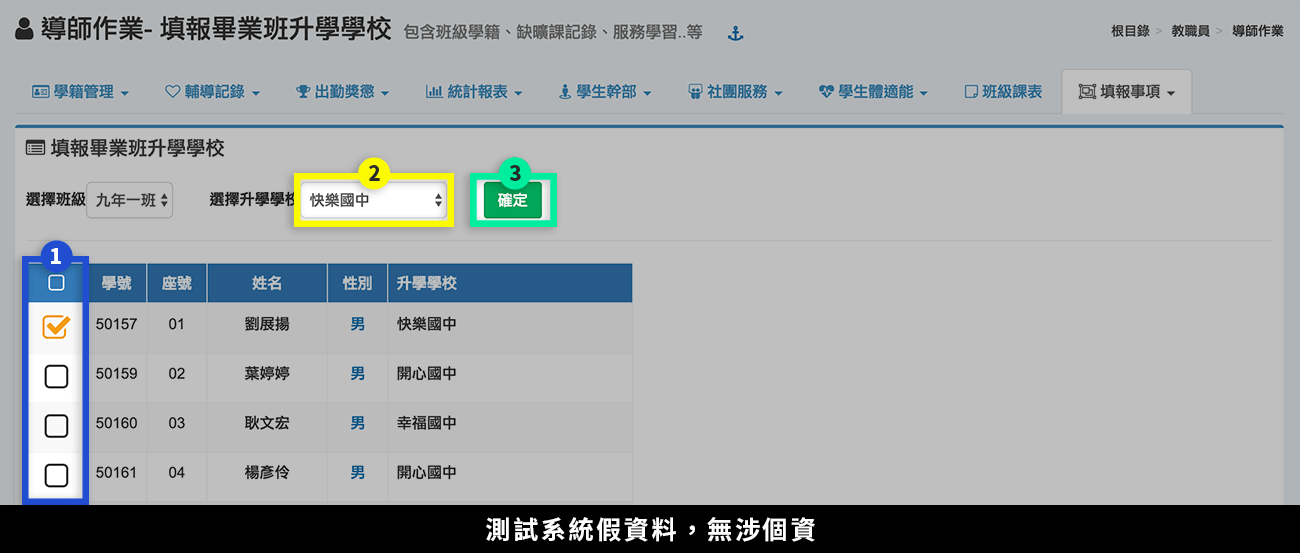 導師作業- 填報畢業班升學學校 包含班級學籍、缺曠課記錄、服務學習..等
根目錄 > 教職員 > 導師作業
學籍管理 輔導記錄 出勤獎懲 統計報表 學生幹部 社團服務 學生體適能 班級課表 填報事項
填報畢業班升學學校
2 3
選擇班級 九年一班 選擇升學學校 快樂國中 確定
1
學號 座號 姓名 性別 升學學校
50157 01 劉展揚 男 快樂國中
50159 02 葉婷婷 男 開心國中
50160 03 耿文宏 男 幸福國中
50161 04 楊彥伶 男 開心國中
測試系統假資料，無涉個資